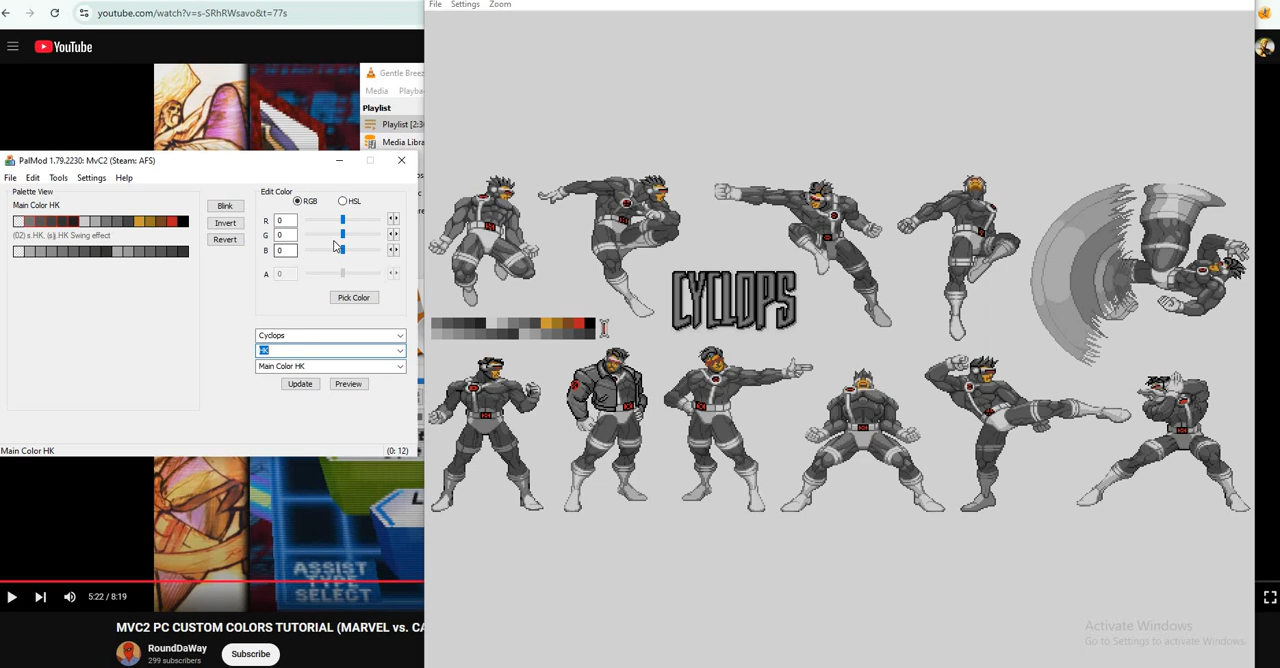 youtube.com/watch?v=s-SRhRWsavo&t=77s
File Settings Zoom
YouTube
Gentle Breez
Media Playba
Playlist
Playlist [2:3
Media Libra
PalMod 1.79.2230: MvC2 (Steam: AFS)
File Edit Tools Settings Help
Palette View
Main Color HK
(02) s.HK, (s)j.HK Swing effect
Blink
Invert
Revert
Edit Color
RGB HSL
R 0
G 0
B 0
A 0
Pick Color
Cyclops
HK
Main Color HK
Update Preview
Main Color HK (0: 12)
CYCLOPS
ASSIST
TYPE
SELECT
5:22 / 8:19
MVC2 PC CUSTOM COLORS TUTORIAL (MARVEL vs. CA
RoundDaWay
299 subscribers
Subscribe
Activate Windows
Go to Settings to activate Windows.